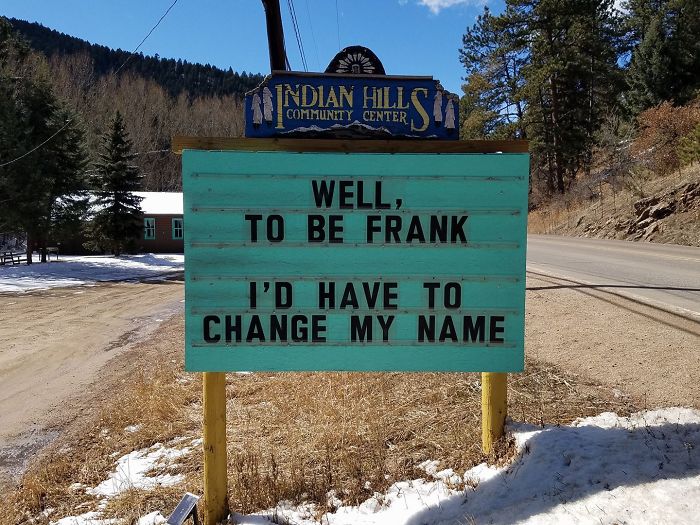 INDIAN HILLS
COMMUNITY CENTER
WELL,
TO BE FRANK
I'D HAVE TO
CHANGE MY NAME